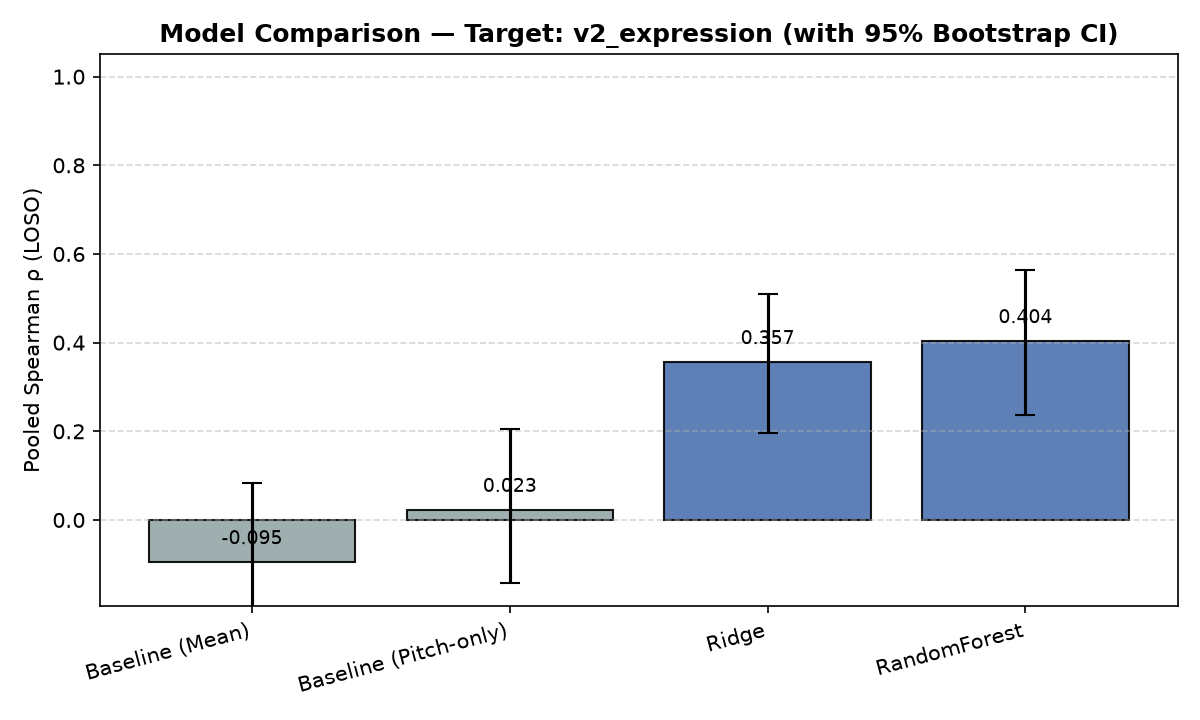 Model Comparison — Target: v2_expression (with 95% Bootstrap CI)
Pooled Spearman ρ (LOSO)
1.0
0.8
0.6
0.4
0.2
0.0
-0.095
0.023
0.357
0.404
Baseline (Mean)
Baseline (Pitch-only)
Ridge
RandomForest